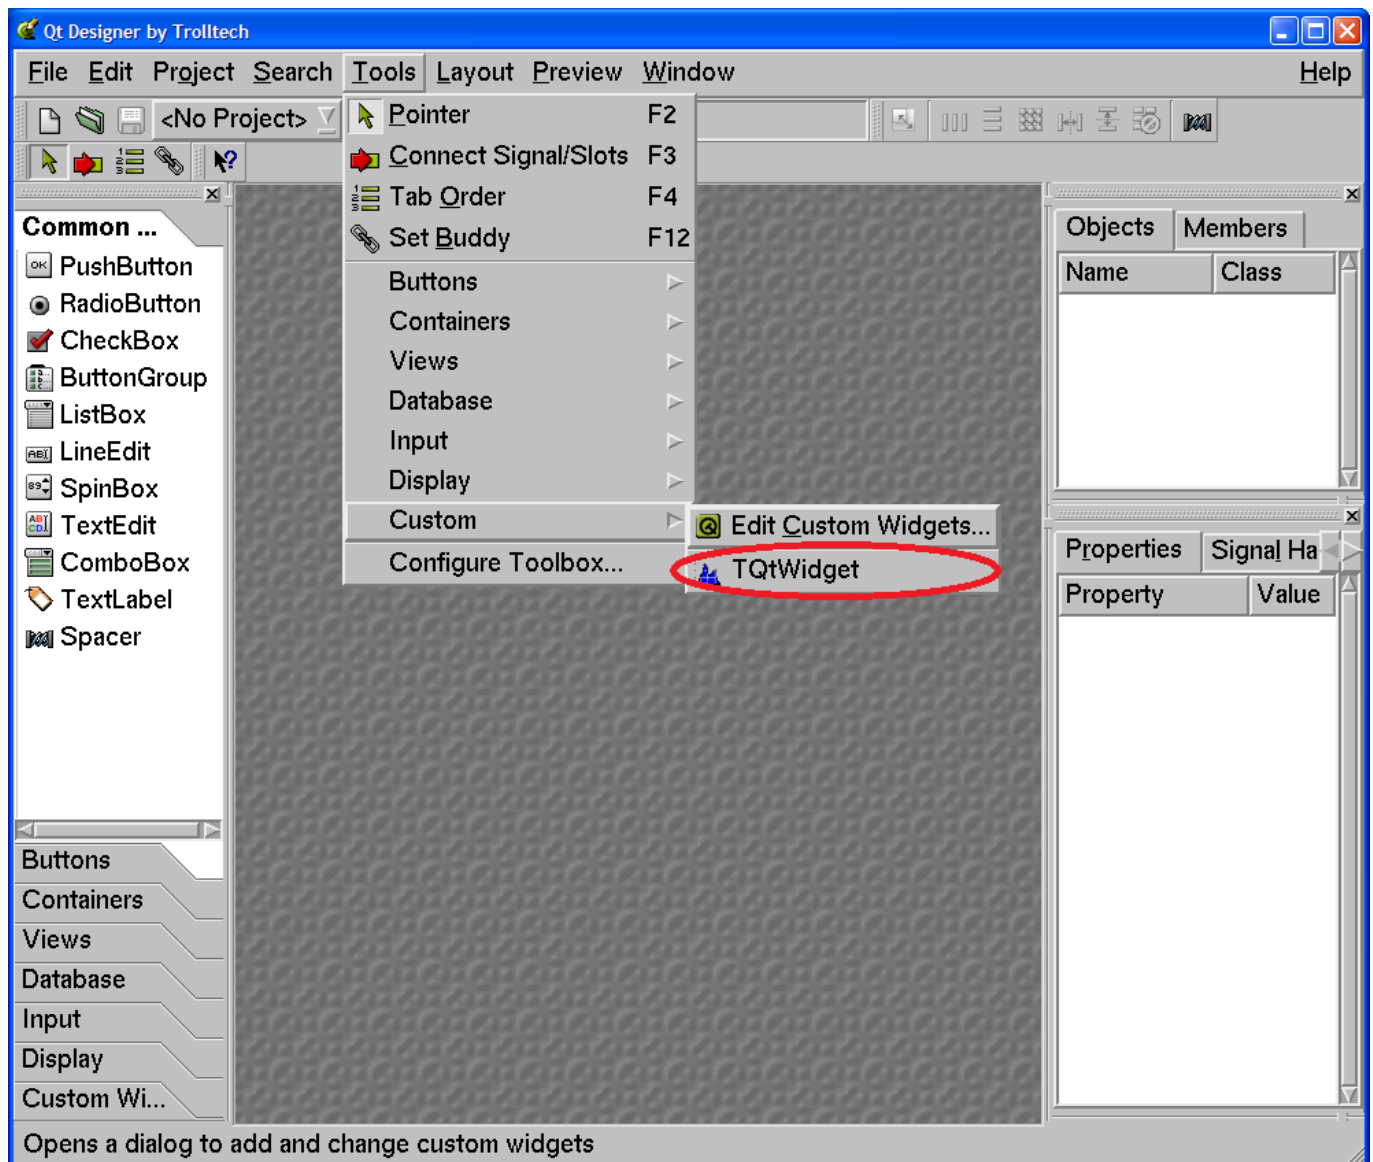 Qt Designer by Trolltech
File Edit Project Search Tools Layout Preview Window Help
<No Project>
Pointer F2
Connect Signal/Slots F3
Tab Order F4
Set Buddy F12
Buttons
Containers
Views
Database
Input
Display
Custom
Configure Toolbox...
Edit Custom Widgets...
TQtWidget
Common ...
PushButton
RadioButton
CheckBox
ButtonGroup
ListBox
LineEdit
SpinBox
TextEdit
ComboBox
TextLabel
Spacer
Buttons
Containers
Views
Database
Input
Display
Custom Wi...
Objects Members
Name Class
Properties Signal Ha
Property Value
Opens a dialog to add and change custom widgets